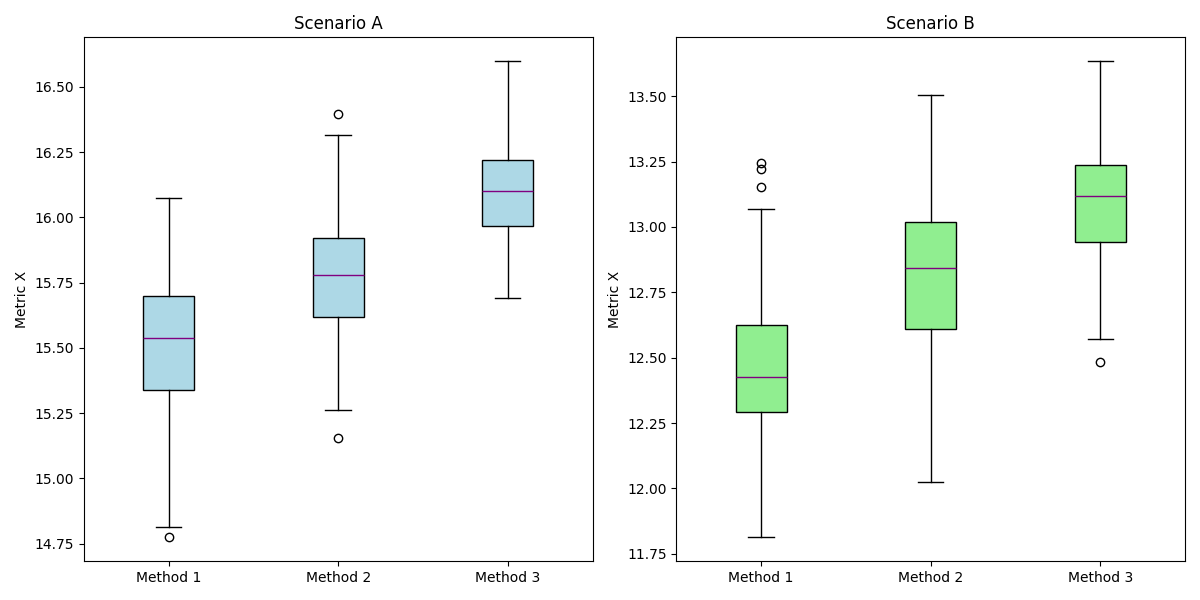 Scenario A
Metric X
16.50
16.25
16.00
15.75
15.50
15.25
15.00
14.75
Method 1 Method 2 Method 3
Scenario B
Metric X
13.50
13.25
13.00
12.75
12.50
12.25
12.00
11.75
Method 1 Method 2 Method 3